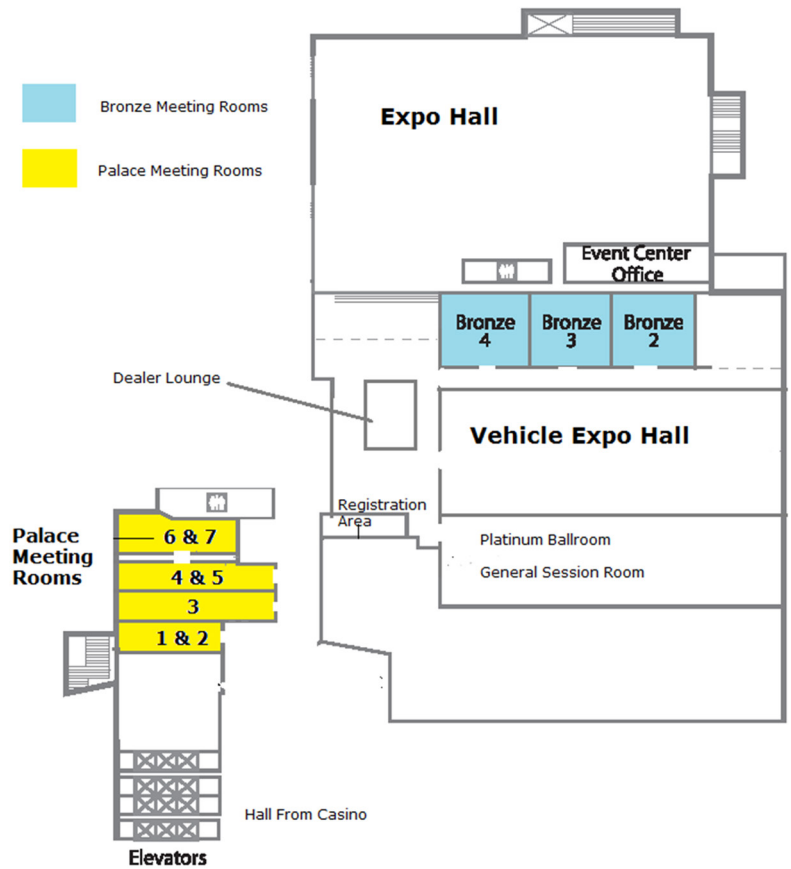 Bronze Meeting Rooms
Palace Meeting Rooms
Expo Hall
Event Center
Office
Bronze
4
Bronze
3
Bronze
2
Dealer Lounge
Vehicle Expo Hall
Registration
Area
Platinum Ballroom
General Session Room
Palace
Meeting
Rooms
6 & 7
4 & 5
3
1 & 2
Hall From Casino
Elevators